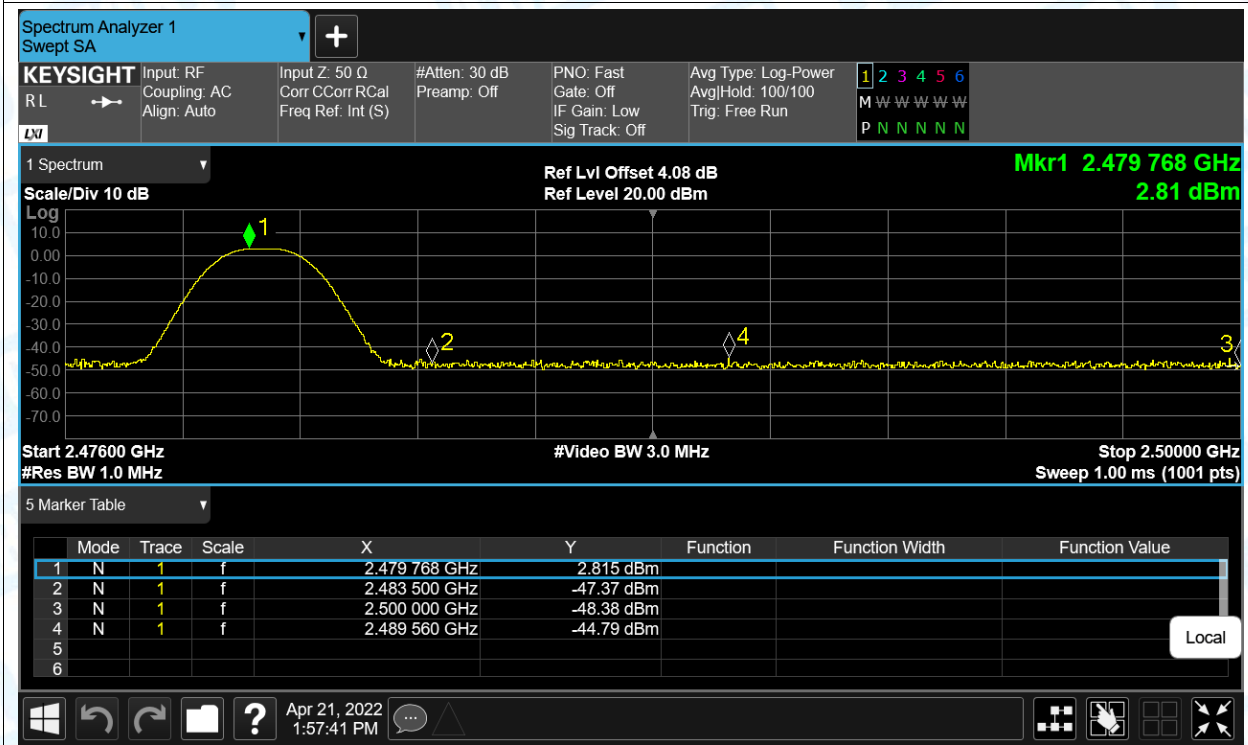 Spectrum Analyzer 1
Swept SA
KEYSIGHT
R L
LXI
Input: RF
Coupling: AC
Align: Auto
Input Z: 50 Ω
Corr CCorr RCal
Freq Ref: Int (S)
#Atten: 30 dB
Preamp: Off
PNO: Fast
Gate: Off
IF Gain: Low
Sig Track: Off
Avg Type: Log-Power
Avg|Hold: 100/100
Trig: Free Run
1 2 3 4 5 6
M W W W W W
P N N N N N
1 Spectrum
Scale/Div 10 dB
Ref Lvl Offset 4.08 dB
Ref Level 20.00 dBm
Mkr1 2.479 768 GHz
2.81 dBm
Log
10.0
0.00
-10.0
-20.0
-30.0
-40.0
-50.0
-60.0
-70.0
1
2
4
3
Start 2.47600 GHz
#Video BW 3.0 MHz
Stop 2.50000 GHz
#Res BW 1.0 MHz
Sweep 1.00 ms (1001 pts)
5 Marker Table
Mode Trace Scale X Y Function Function Width Function Value
1 N 1 f 2.479 768 GHz 2.815 dBm
2 N 1 f 2.483 500 GHz -47.37 dBm
3 N 1 f 2.500 000 GHz -48.38 dBm
4 N 1 f 2.489 560 GHz -44.79 dBm
5
6
Local
?
Apr 21, 2022
1:57:41 PM